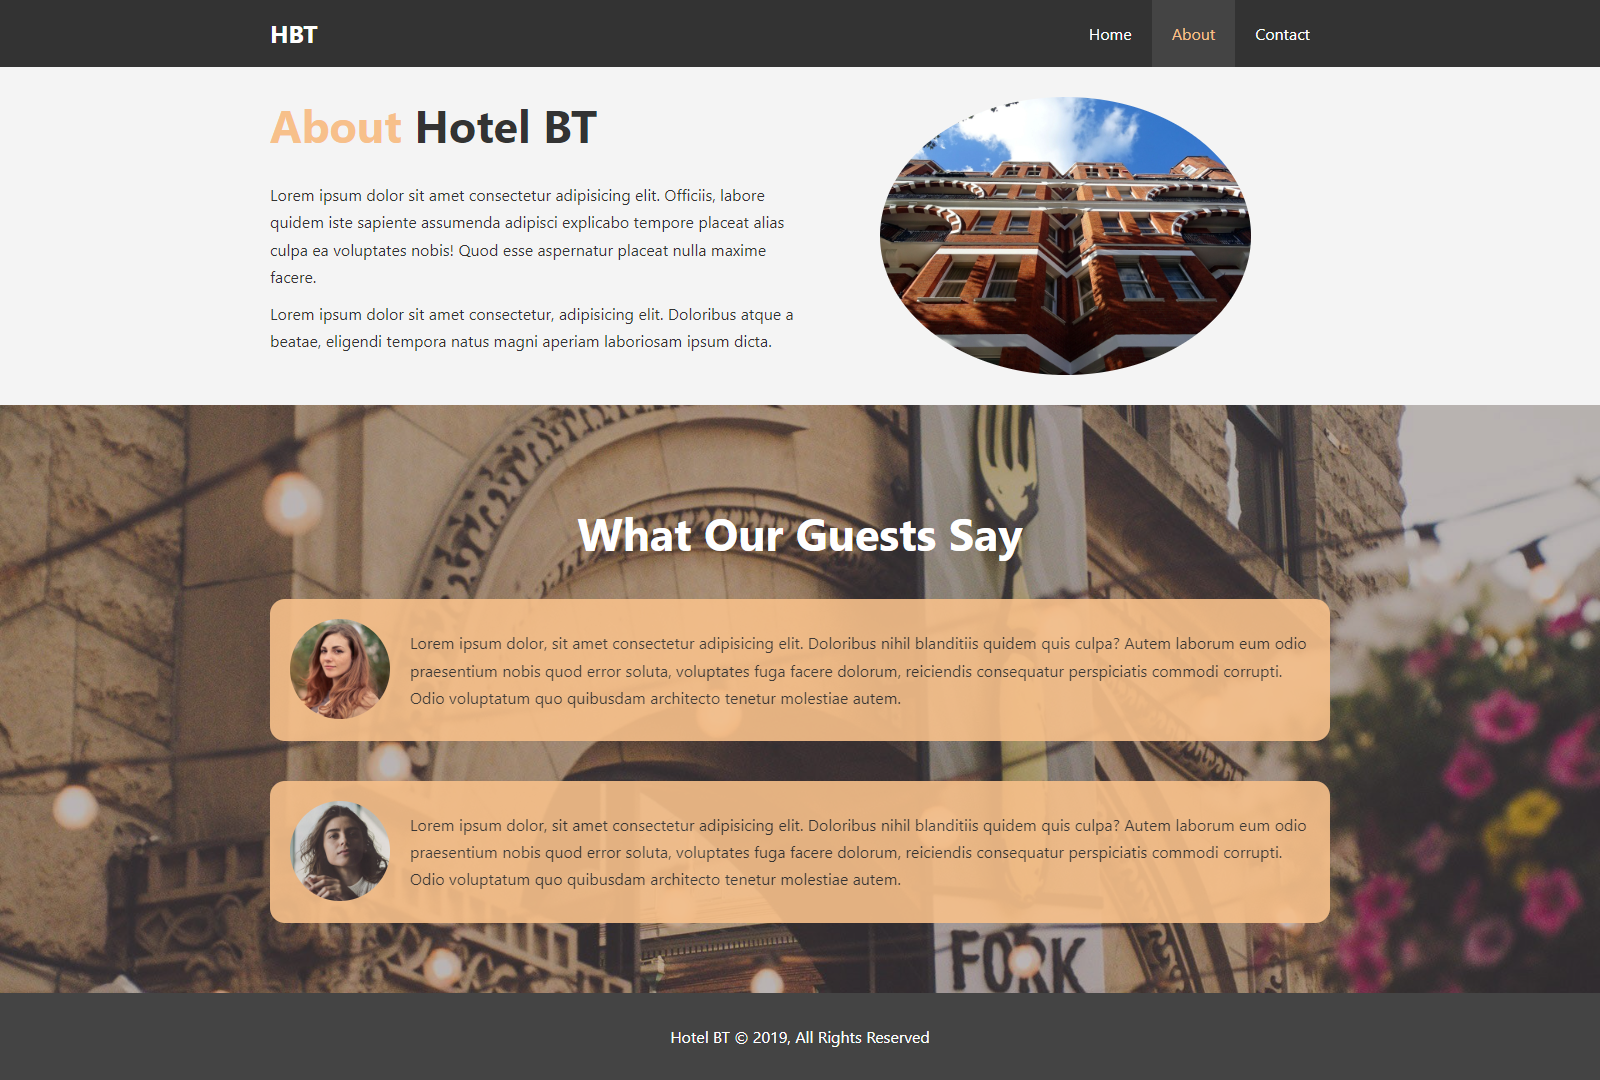 HBT
Home
About
Contact
About Hotel BT
Lorem ipsum dolor sit amet consectetur adipisicing elit. Officiis, labore
quidem iste sapiente assumenda adipisci explicabo tempore placeat alias
culpa ea voluptates nobis! Quod esse aspernatur placeat nulla maxime
facere.
Lorem ipsum dolor sit amet consectetur, adipisicing elit. Doloribus atque a
beatae, eligendi tempora natus magni aperiam laboriosam ipsum dicta.
What Our Guests Say
Lorem ipsum dolor, sit amet consectetur adipisicing elit. Doloribus nihil blanditiis quidem quis culpa? Autem laborum eum odio
praesentium nobis quod error soluta, voluptates fuga facere dolorum, reiciendis consequatur perspiciatis commodi corrupti.
Odio voluptatum quo quibusdam architecto tenetur molestiae autem.
Lorem ipsum dolor, sit amet consectetur adipisicing elit. Doloribus nihil blanditiis quidem quis culpa? Autem laborum eum odio
praesentium nobis quod error soluta, voluptates fuga facere dolorum, reiciendis consequatur perspiciatis commodi corrupti.
Odio voluptatum quo quibusdam architecto tenetur molestiae autem.
FORK
Hotel BT © 2019, All Rights Reserved